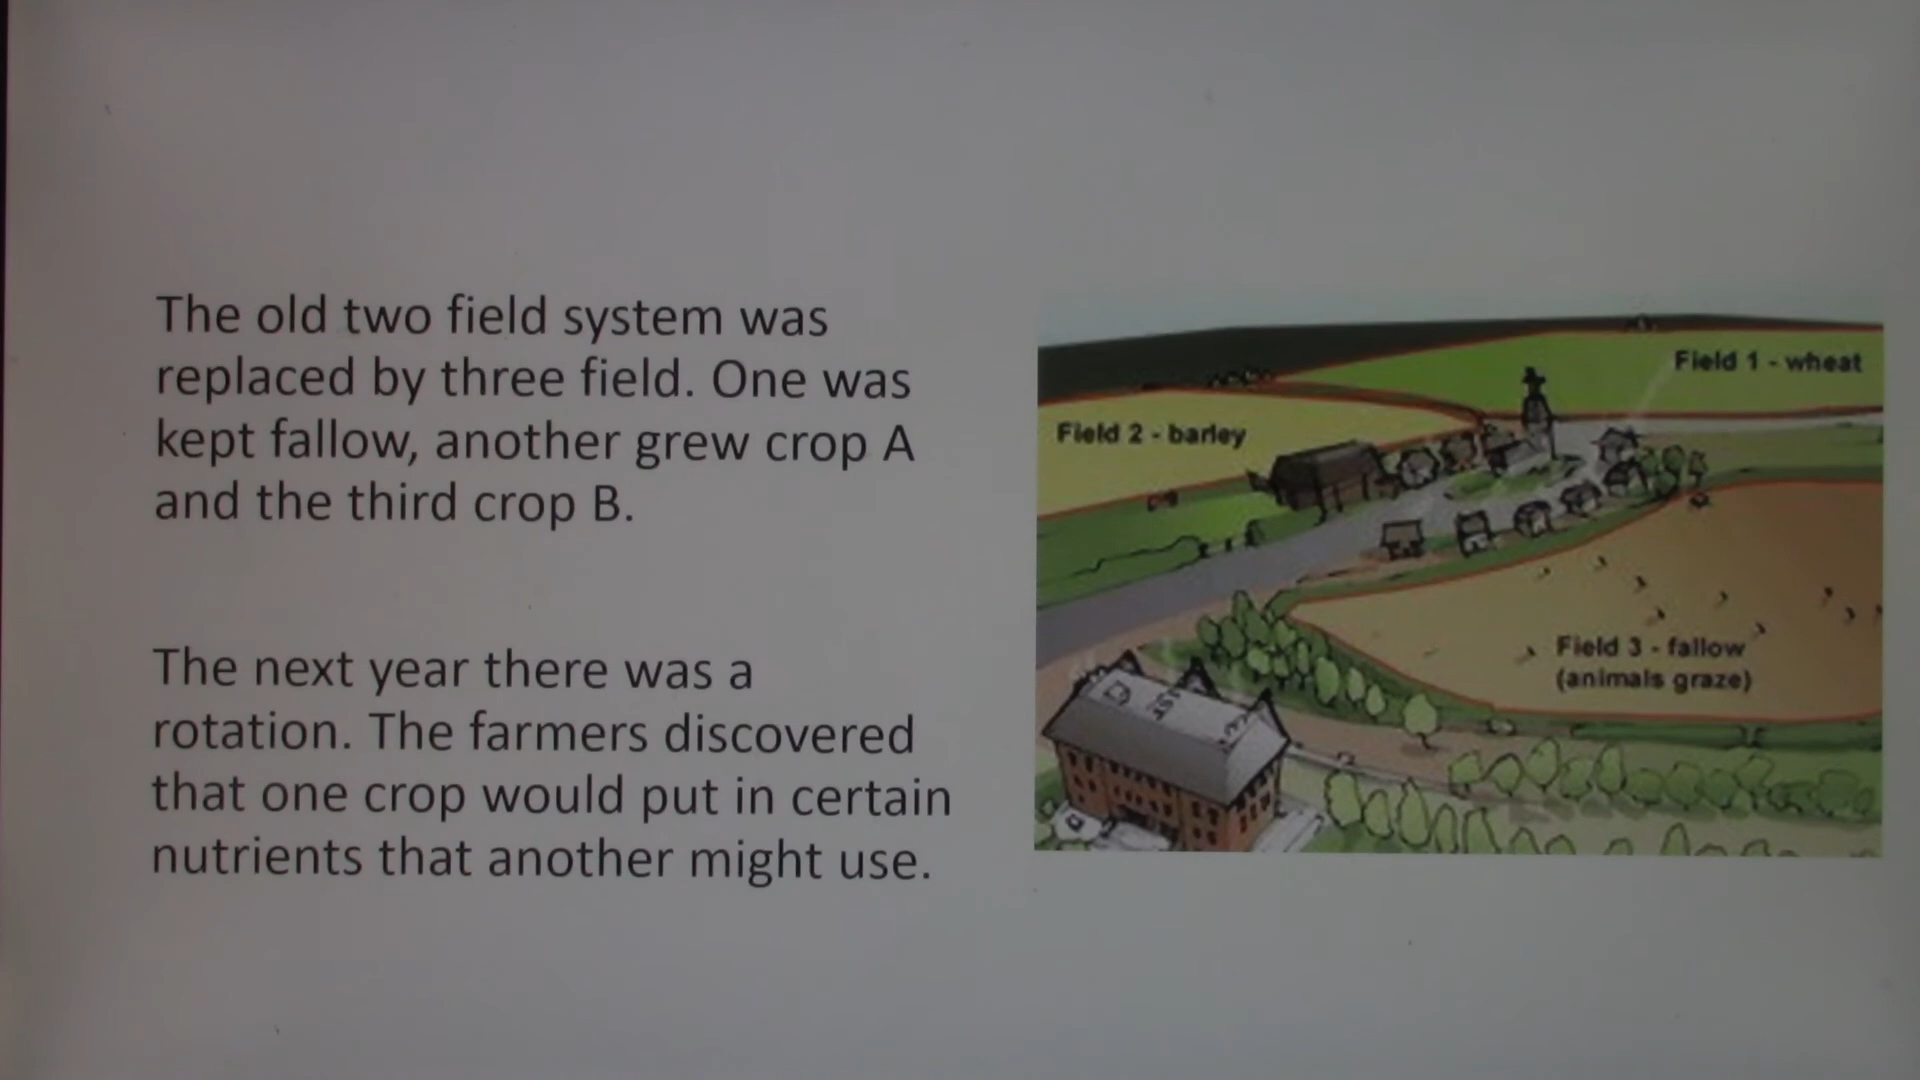 The old two field system was
replaced by three field. One was
kept fallow, another grew crop A
and the third crop B.
The next year there was a
rotation. The farmers discovered
that one crop would put in certain
nutrients that another might use.
Field 1 - wheat
Field 2 - barley
Field 3 - fallow
(animals graze)